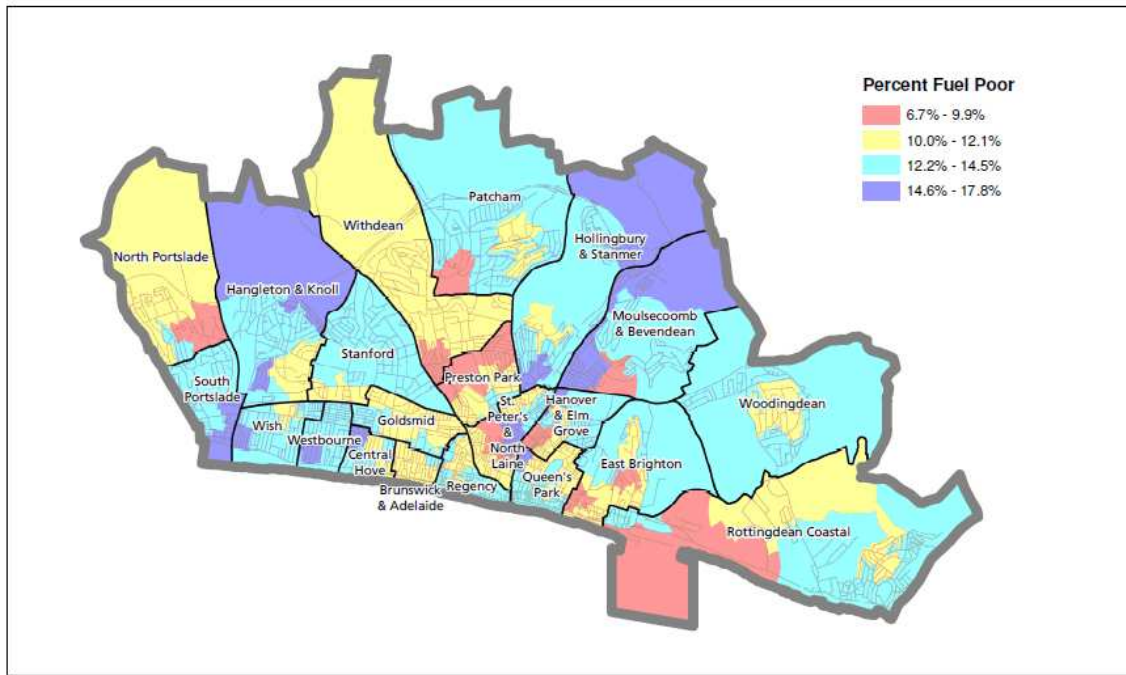 Percent Fuel Poor
6.7% - 9.9%
10.0% - 12.1%
12.2% - 14.5%
14.6% - 17.8%
Patcham
Withdean
Hollingbury
& Stanmer
North Portslade
Hangleton & Knoll
Moulsecoomb
& Bevendean
Stanford
Preston Park
South
Portslade
Woodingdean
St.
Peter's
&
North
Laine
Hanover
& Elm
Grove
Goldsmid
Wish
Westbourne
Central
Hove
East Brighton
Brunswick
& Adelaide
Regency
Queen's
Park
Rottingdean Coastal